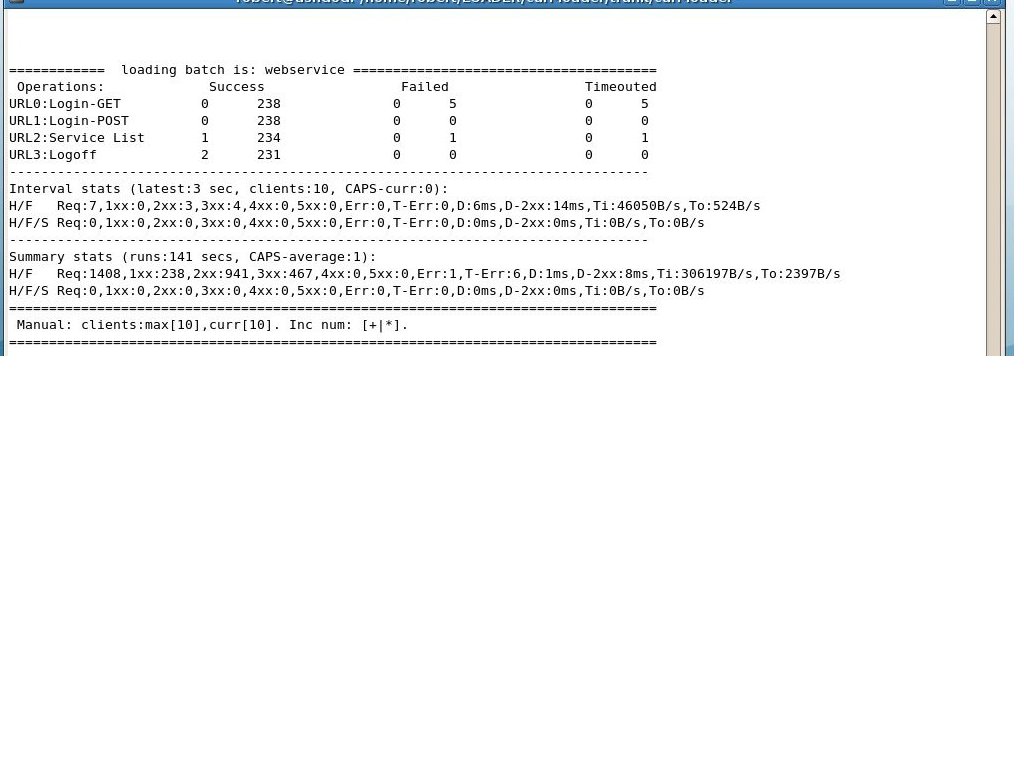 ============  loading batch is: webservice ======================================
 Operations:             Success                 Failed                 Timeouted
URL0:Login-GET          0      238              0      5                0      5
URL1:Login-POST         0      238              0      0                0      0
URL2:Service List       1      234              0      1                0      1
URL3:Logoff             2      231              0      0                0      0
--------------------------------------------------------------------------------
Interval stats (latest:3 sec, clients:10, CAPS-curr:0):
H/F   Req:7,1xx:0,2xx:3,3xx:4,4xx:0,5xx:0,Err:0,T-Err:0,D:6ms,D-2xx:14ms,Ti:46050B/s,To:524B/s
H/F/S Req:0,1xx:0,2xx:0,3xx:0,4xx:0,5xx:0,Err:0,T-Err:0,D:0ms,D-2xx:0ms,Ti:0B/s,To:0B/s
--------------------------------------------------------------------------------
Summary stats (runs:141 secs, CAPS-average:1):
H/F   Req:1408,1xx:238,2xx:941,3xx:467,4xx:0,5xx:0,Err:1,T-Err:6,D:1ms,D-2xx:8ms,Ti:306197B/s,To:2397B/s
H/F/S Req:0,1xx:0,2xx:0,3xx:0,4xx:0,5xx:0,Err:0,T-Err:0,D:0ms,D-2xx:0ms,Ti:0B/s,To:0B/s
=================================================================================
 Manual: clients:max[10],curr[10]. Inc num: [+|*].
=================================================================================